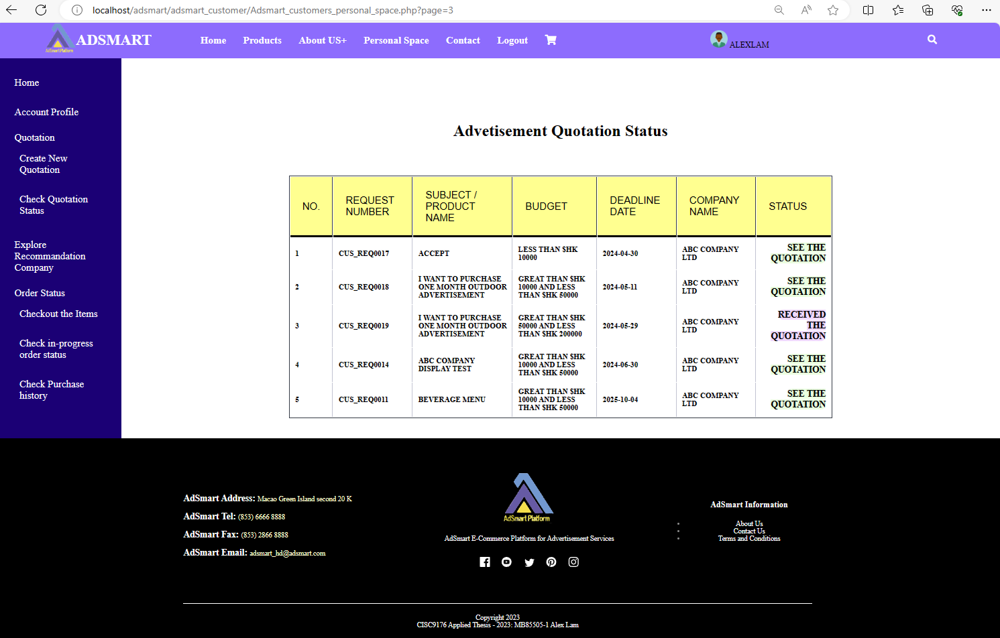 localhost/adsmart/adsmart_customer/Adsmart_customers_personal_space.php?page=3
AdSmart Platform
ADSMART
Home
Products
About US+
Personal Space
Contact
Logout
ALEXLAM
Home
Account Profile
Quotation
Create New
Quotation
Check Quotation
Status
Explore
Recommandation
Company
Order Status
Checkout the Items
Check in-progress
order status
Check Purchase
history
Advetisement Quotation Status
NO.
REQUEST
NUMBER
SUBJECT /
PRODUCT
NAME
BUDGET
DEADLINE
DATE
COMPANY
NAME
STATUS
1
CUS_REQ0017
ACCEPT
LESS THAN $HK
10000
2024-04-30
ABC COMPANY
LTD
SEE THE
QUOTATION
2
CUS_REQ0018
I WANT TO PURCHASE
ONE MONTH OUTDOOR
ADVERTISEMENT
GREAT THAN $HK
10000 AND LESS
THAN $HK 50000
2024-05-11
ABC COMPANY
LTD
SEE THE
QUOTATION
3
CUS_REQ0019
I WANT TO PURCHASE
ONE MONTH OUTDOOR
ADVERTISEMENT
GREAT THAN $HK
50000 AND LESS
THAN $HK 200000
2024-05-29
ABC COMPANY
LTD
RECEIVED
THE
QUOTATION
4
CUS_REQ0014
ABC COMPANY
DISPLAY TEST
GREAT THAN $HK
10000 AND LESS
THAN $HK 50000
2024-06-30
ABC COMPANY
LTD
SEE THE
QUOTATION
5
CUS_REQ0011
BEVERAGE MENU
GREAT THAN $HK
10000 AND LESS
THAN $HK 50000
2025-10-04
ABC COMPANY
LTD
SEE THE
QUOTATION
AdSmart Address: Macao Green Island second 20 K
AdSmart Tel: (853) 6666 8888
AdSmart Fax: (853) 2866 8888
AdSmart Email: adsmart_hd@adsmart.com
AdSmart Platform
AdSmart E-Commerce Platform for Advertisement Services
AdSmart Information
About Us
Contact Us
Terms and Conditions
Copyright 2023
CISC9176 Applied Thesis - 2023: MB85505-1 Alex Lam